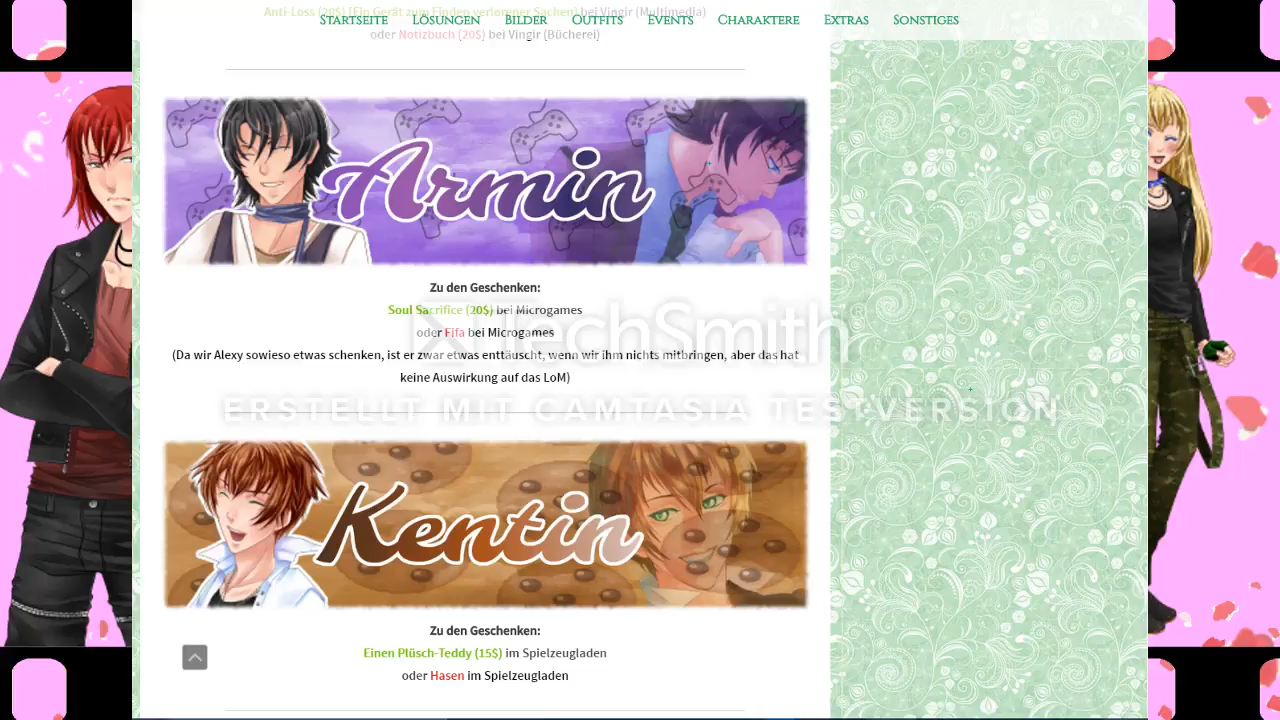 Anti-Loss (20$) [Ein Gerät zum Finden verlorener Sachen) bei Vingir (Multimedia)
STARTSEITE LÖSUNGEN BILDER OUTFITS EVENTS CHARAKTERE EXTRAS SONSTIGES
oder Notizbuch (20$) bei Vingir (Bücherei)
Armin
Zu den Geschenken:
Soul Sacrifice (20$) bei Microgames
oder Fifa bei Microgames
TechSmith
(Da wir Alexy sowieso etwas schenken, ist er zwar etwas enttäuscht, wenn wir ihm nichts mitbringen, aber das hat
keine Auswirkung auf das LoM)
ERSTELLT MIT CAMTASIA TESTVERSION
Kentin
Zu den Geschenken:
Einen Plüsch-Teddy (15$) im Spielzeugladen
oder Hasen im Spielzeugladen